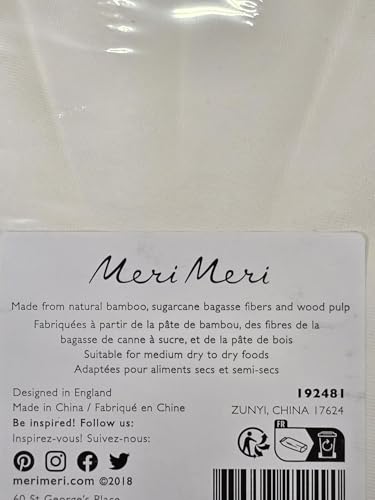 Meri Meri
Made from natural bamboo, sugarcane bagasse fibers and wood pulp
Fabriquées à partir de la pâte de bambou, des fibres de la
bagasse de canne à sucre, et de la pâte de bois
Suitable for medium dry to dry foods
Adaptées pour aliments secs et semi-secs
Designed in England
192481
Made in China / Fabriqué en Chine
ZUNYI, CHINA 17624
Be inspired! Follow us:
Inspirez-vous! Suivez-nous:
FR
merimeri.com ©2018
60 St George's Place